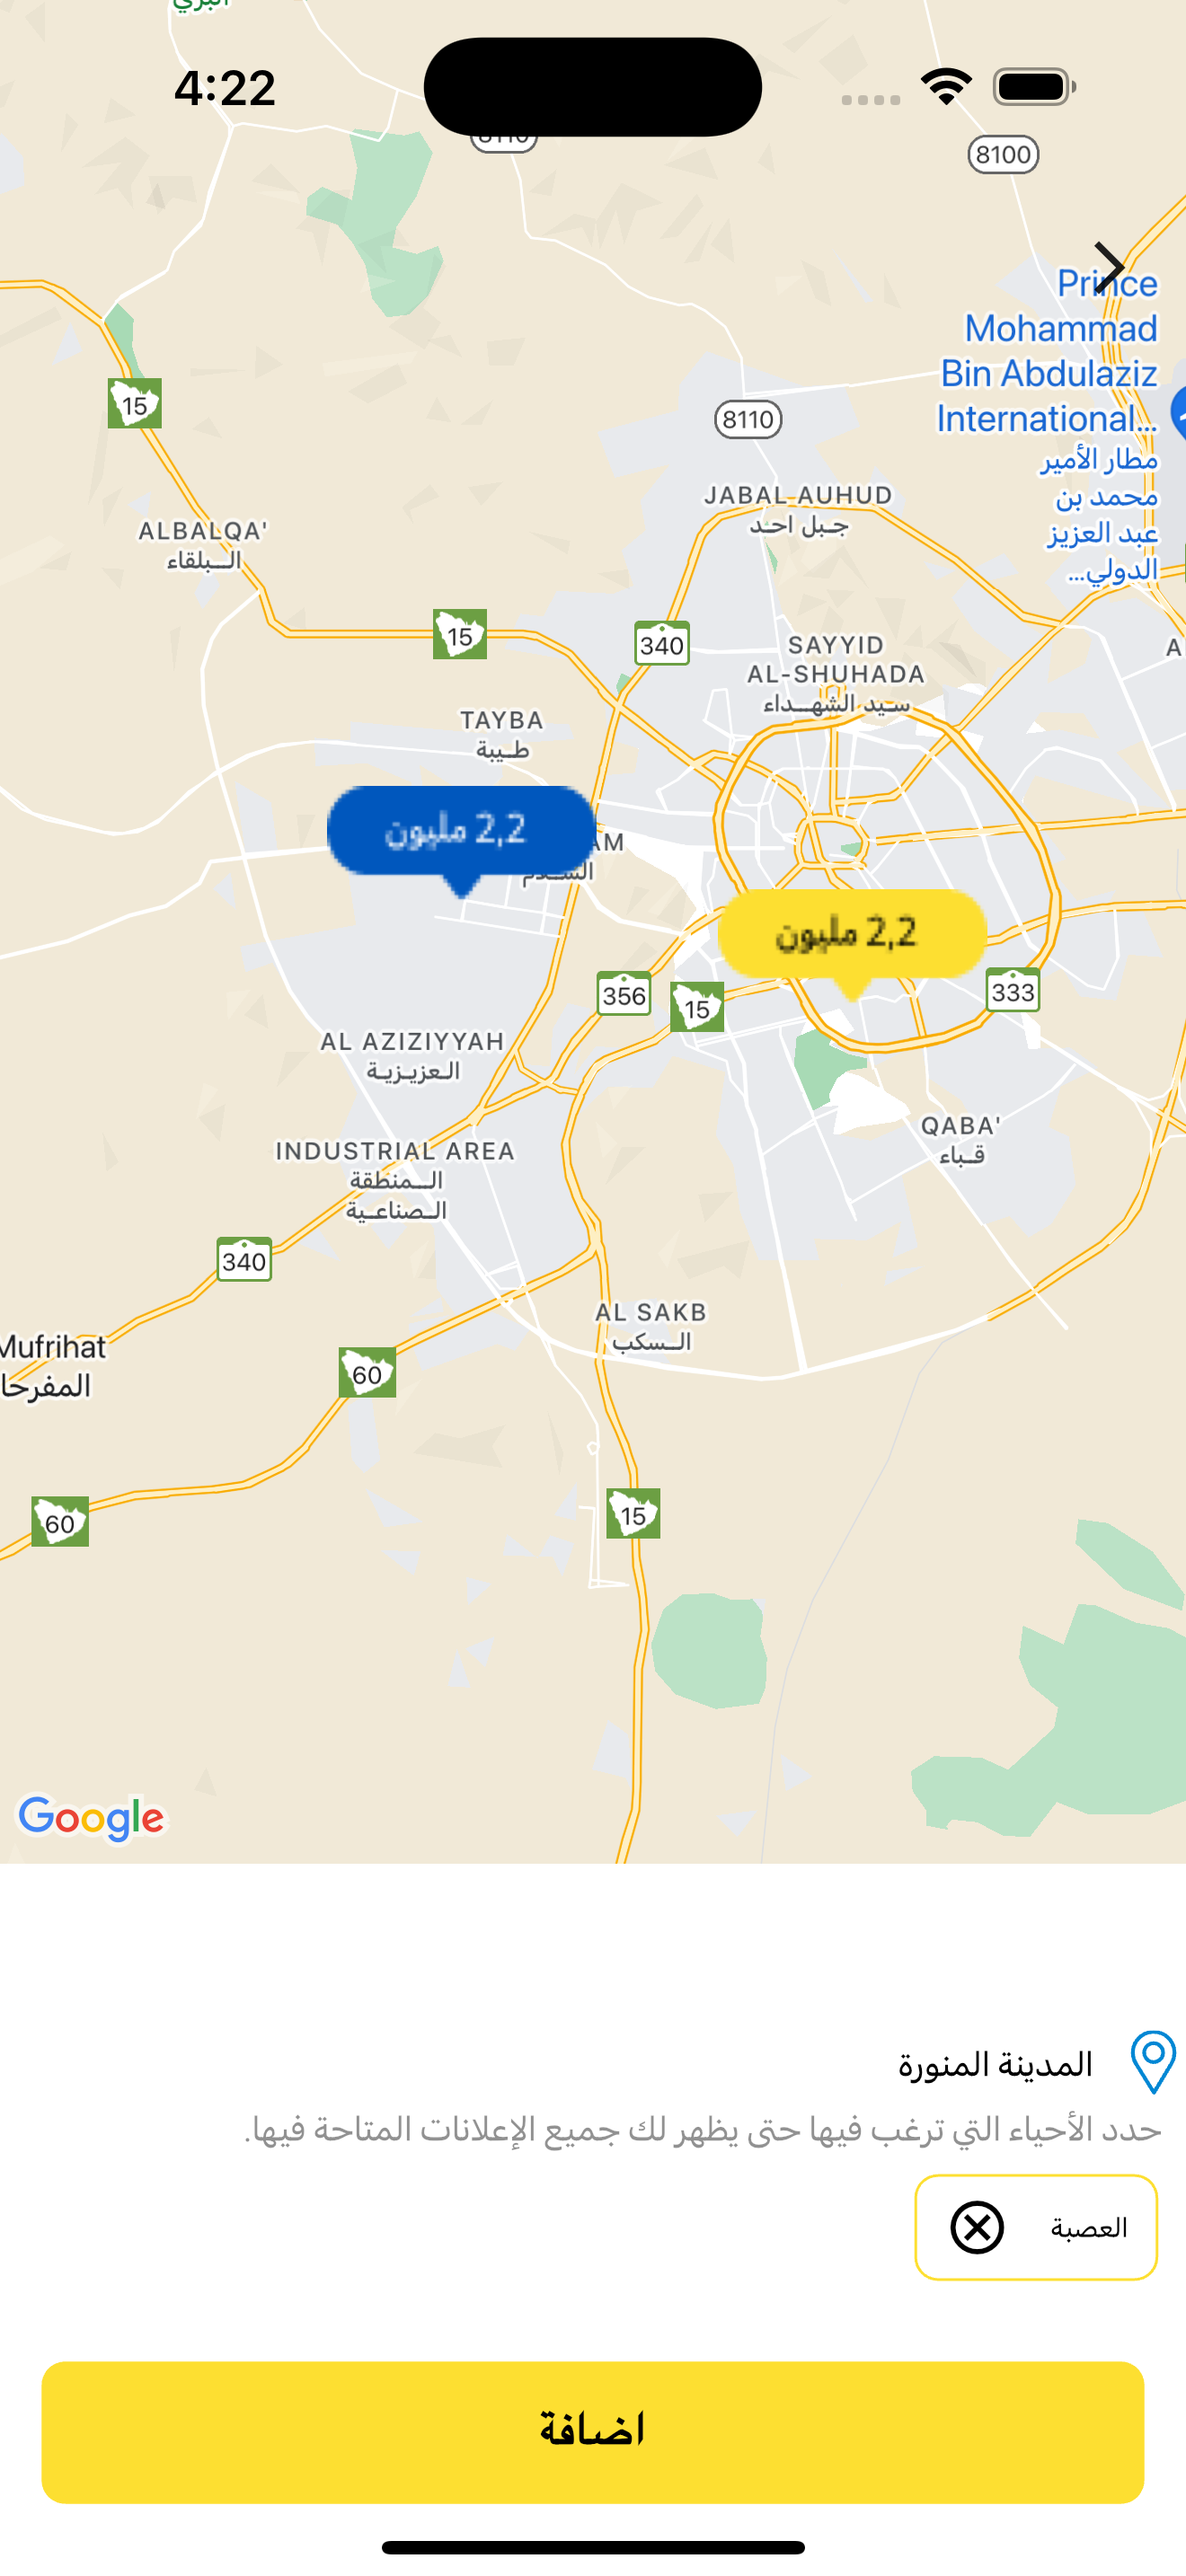 البري
4:22
8110
8100
Prince
Mohammad
Bin Abdulaziz
International...
مطار الأمير
محمد بن
عبد العزيز
الدولي...
15
8110
JABAL AUHUD
جبل احد
ALBALQA'
البلقاء
15
340
SAYYID
AL-SHUHADA
سيد الشهداء
A
TAYBA
طيبة
2,2 مليون
AM
السلام
2,2 مليون
356
15
333
AL AZIZIYYAH
العزيزية
QABA'
قباء
INDUSTRIAL AREA
المنطقة
الصناعية
340
AL SAKB
السكب
Mufrihat
المفرحا
60
60
15
Google
المدينة المنورة
حدد الأحياء التي ترغب فيها حتى يظهر لك جميع الإعلانات المتاحة فيها.
العصبة
اضافة